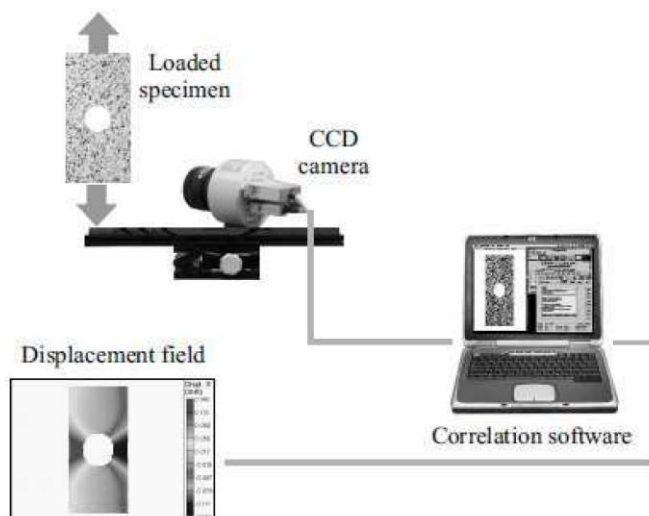 Loaded
specimen
CCD
camera
Displacement field
Correlation software